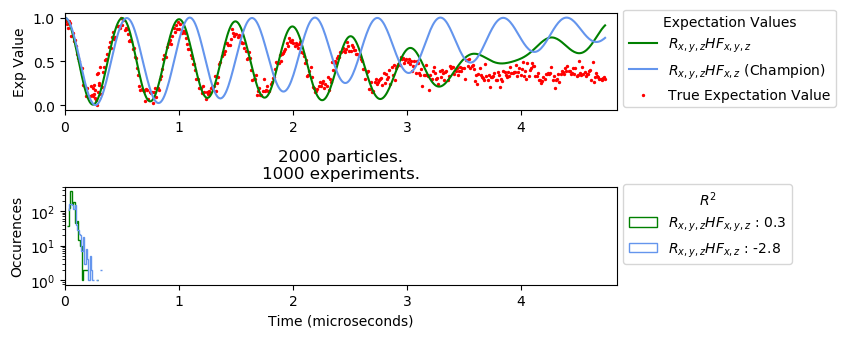 Expectation Values
R_{x,y,z}HF_{x,y,z}
R_{x,y,z}HF_{x,z} (Champion)
True Expectation Value
Exp Value
1.0
0.5
0.0
0 1 2 3 4
2000 particles.
1000 experiments.
R^2
R_{x,y,z}HF_{x,y,z} : 0.3
R_{x,y,z}HF_{x,z} : -2.8
Occurences
10^2
10^1
10^0
0 1 2 3 4
Time (microseconds)